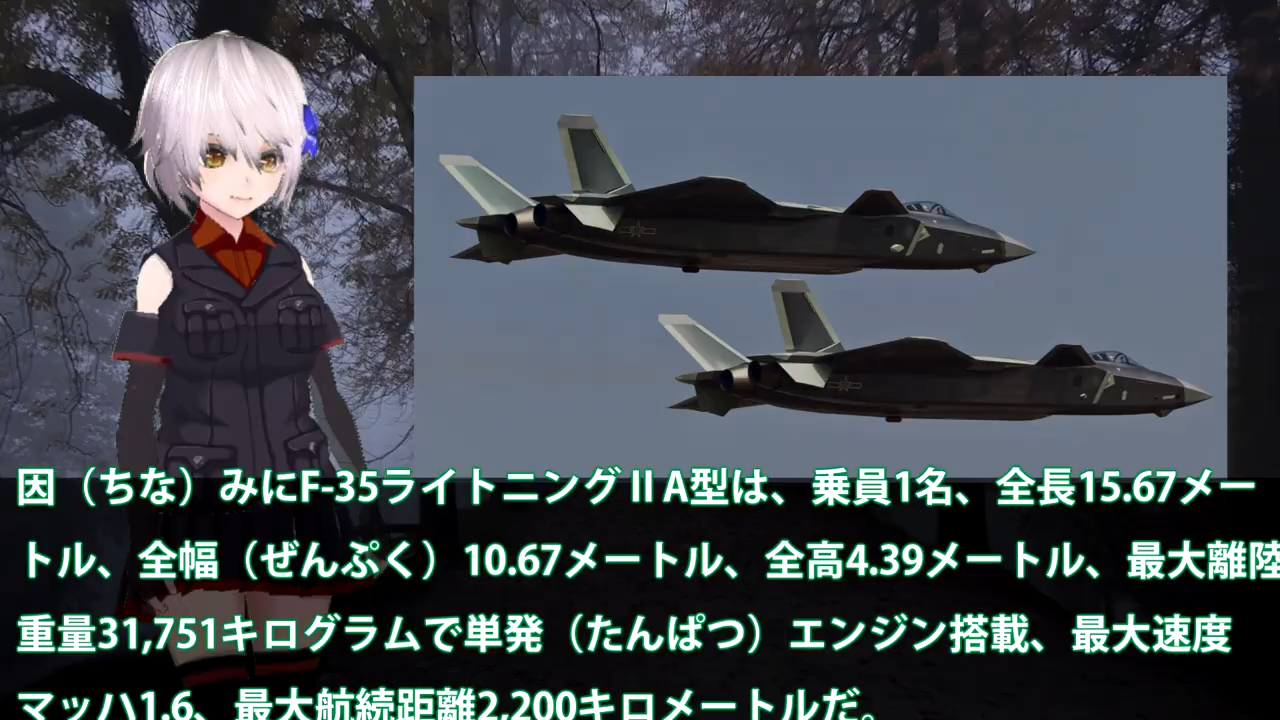 因（ちな）みにF-35ライトニングⅡA型は、乗員1名、全長15.67メー
トル、全幅（ぜんぷく）10.67メートル、全高4.39メートル、最大離陸
重量31,751キログラムで単発（たんぱつ）エンジン搭載、最大速度
マッハ1.6、最大航続距離2,200キロメートルだ。